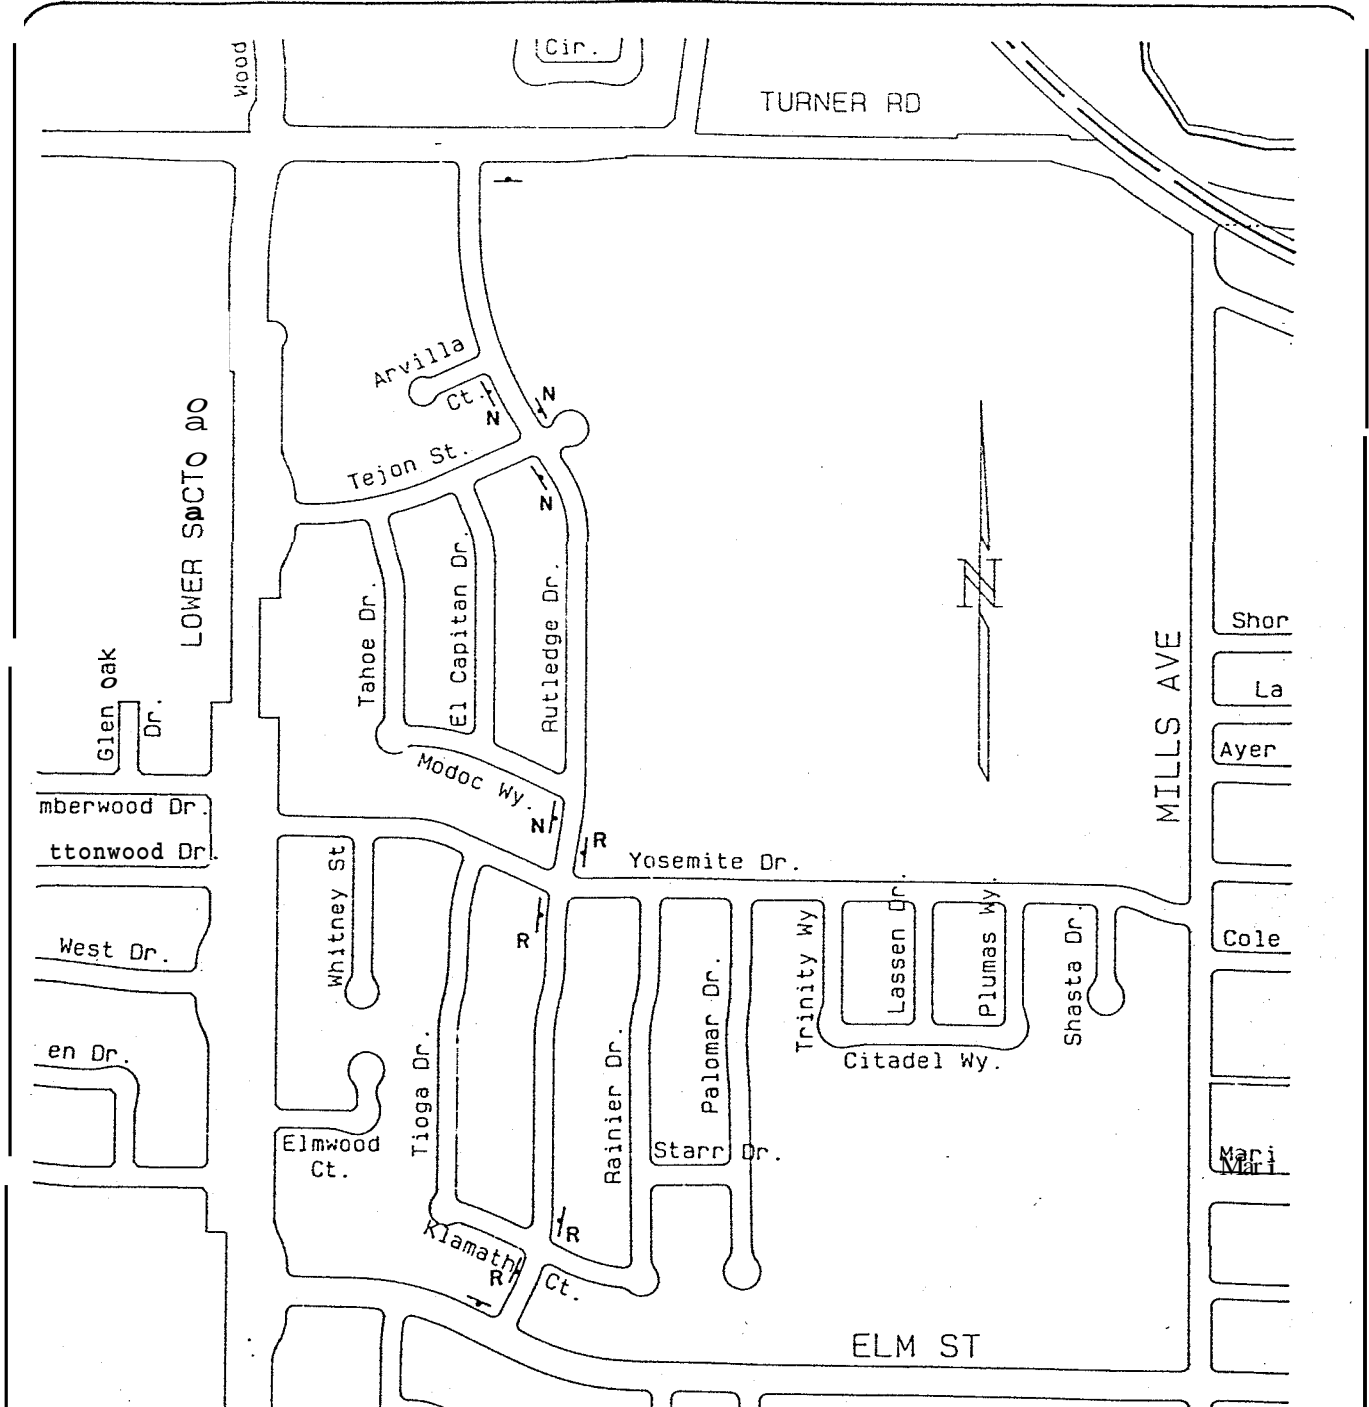 Wood
Cir.
TURNER RD
Arvilla
Ct.
N
N
Tejon St.
N
LOWER SaCTO
Tahoe Dr.
El Capitan Dr.
Rutledge Dr.
N
MILLS AVE
Shor
La
Ayer
Glen oak
Dr.
Modoc Wy.
N
R
mberwood Dr.
ttonwood Dr.
Yosemite Dr.
Whitney St
R
West Dr.
Trinity Wy
Lassen Dr.
Plumas Wy.
Shasta Dr.
Cole
en Dr.
Tioga Dr.
Rainier Dr.
Palomar Dr.
Citadel Wy.
Elmwood
Ct.
Starr Dr.
Mari
Mari
Klamath
R
R
Ct.
ELM ST